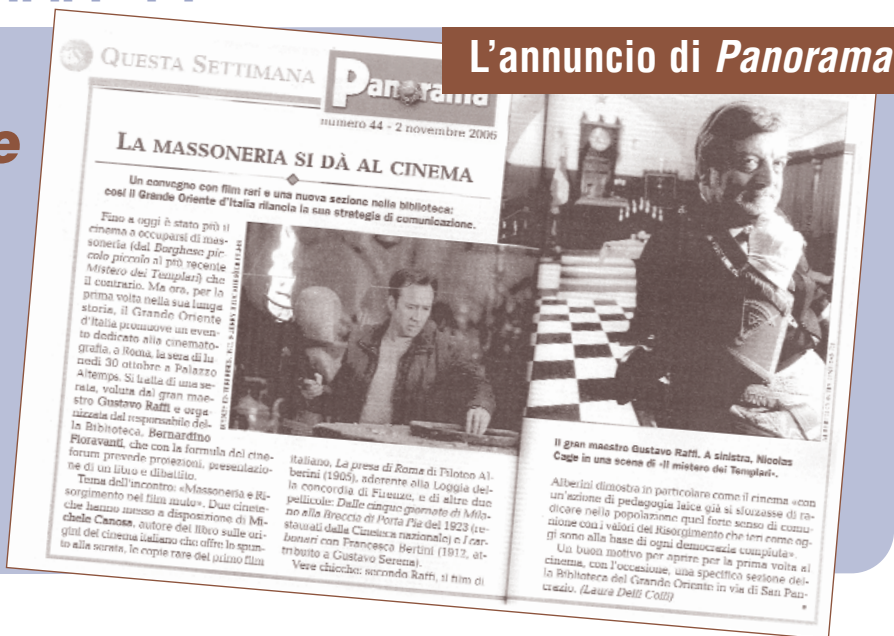 L'annuncio di Panorama
e
QUESTA SETTIMANA
Panorama
numero 44 - 2 novembre 2006
LA MASSONERIA SI DÀ AL CINEMA
Un convegno con film rari e una nuova sezione nella biblioteca:
così il Grande Oriente d'Italia rilancia la sua strategia di comunicazione.
Fino a oggi è stato più il
cinema a occuparsi di mas-
soneria (dal Borghese pic-
colo piccolo al più recente
Mistero dei Templari) che
il contrario. Ma ora, per la
prima volta nella sua lunga
storia, il Grande Oriente
d'Italia promuove un even-
to dedicato alla cinemato-
grafia, a Roma, la sera di lu
nedì 30 ottobre a Palazzo
Altemps. Si tratta di una se-
rata, voluta dal gran mae-
stro Gustavo Raffi e orga
nizzata dal responsabile del-
la Biblioteca, Bernardino
Fioravanti, che con la formula del cine-
forum prevede proiezioni, presentazio-
ne di un libro e dibattito.
Tema dell'incontro: «Massoneria e Ri-
sorgimento nel film muto». Due cinete-
che hanno messo a disposizione di Mi-
chele Canosa, autore del libro sulle ori-
gini del cinema italiano che offre lo spun-
to alla serata, le copie rare del primo film
italiano, La presa di Roma di Filoteo Al-
berini (1905), aderente alla Loggia del-
la concordia di Firenze, e di altre due
pellicole: Dalle cinque giornate di Mila-
no alla Breccia di Porta Pia del 1923 (re-
staurati dalla Cineteca nazionale) e I car-
bonari con Francesca Bertini (1912, at-
tribuito a Gustavo Serena).
Vere chicche: secondo Raffi, il film di
Il gran maestro Gustavo Raffi. A sinistra, Nicolas
Cage in una scena di «Il mistero dei Templari».
Alberini dimostra in particolare come il cinema «con
un'azione di pedagogia laica già si sforzasse di ra-
dicare nella popolazione quel forte senso di comu-
nione con i valori del Risorgimento che ieri come og-
gi sono alla base di ogni democrazia compiuta».
Un buon motivo per aprire per la prima volta al
cinema, con l'occasione, una specifica sezione del-
la Biblioteca del Grande Oriente in via di San Pan-
crazio. (Laura Delli Colli)